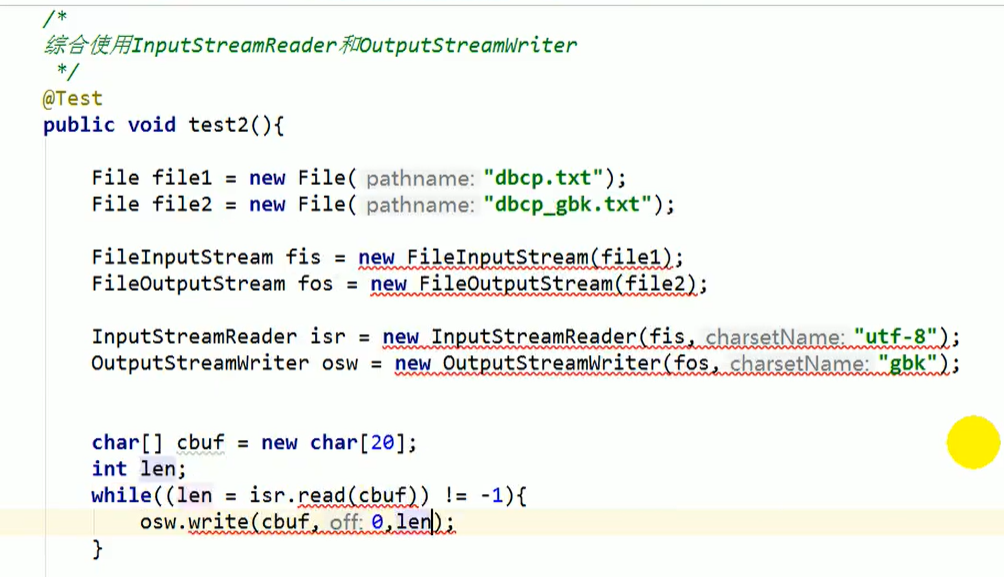 /*
综合使用InputStreamReader和OutputStreamWriter
*/
@Test
public void test2(){
File file1 = new File( pathname: "dbcp.txt");
File file2 = new File( pathname: "dbcp_gbk.txt");
FileInputStream fis = new FileInputStream(file1);
FileOutputStream fos = new FileOutputStream(file2);
InputStreamReader isr = new InputStreamReader(fis, charsetName: "utf-8");
OutputStreamWriter osw = new OutputStreamWriter(fos, charsetName: "gbk");
char[] cbuf = new char[20];
int len;
while((len = isr.read(cbuf)) != -1){
osw.write(cbuf, off: 0,len);
}